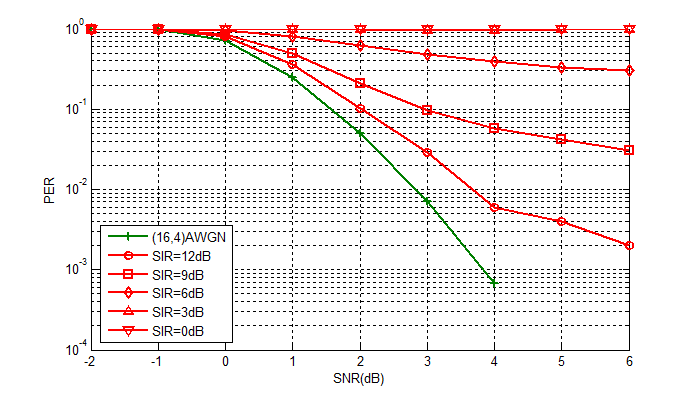 10^0
10^-1
10^-2
10^-3
10^-4
PER
(16,4)AWGN
SIR=12dB
SIR=9dB
SIR=6dB
SIR=3dB
SIR=0dB
-2 -1 0 1 2 3 4 5 6
SNR(dB)